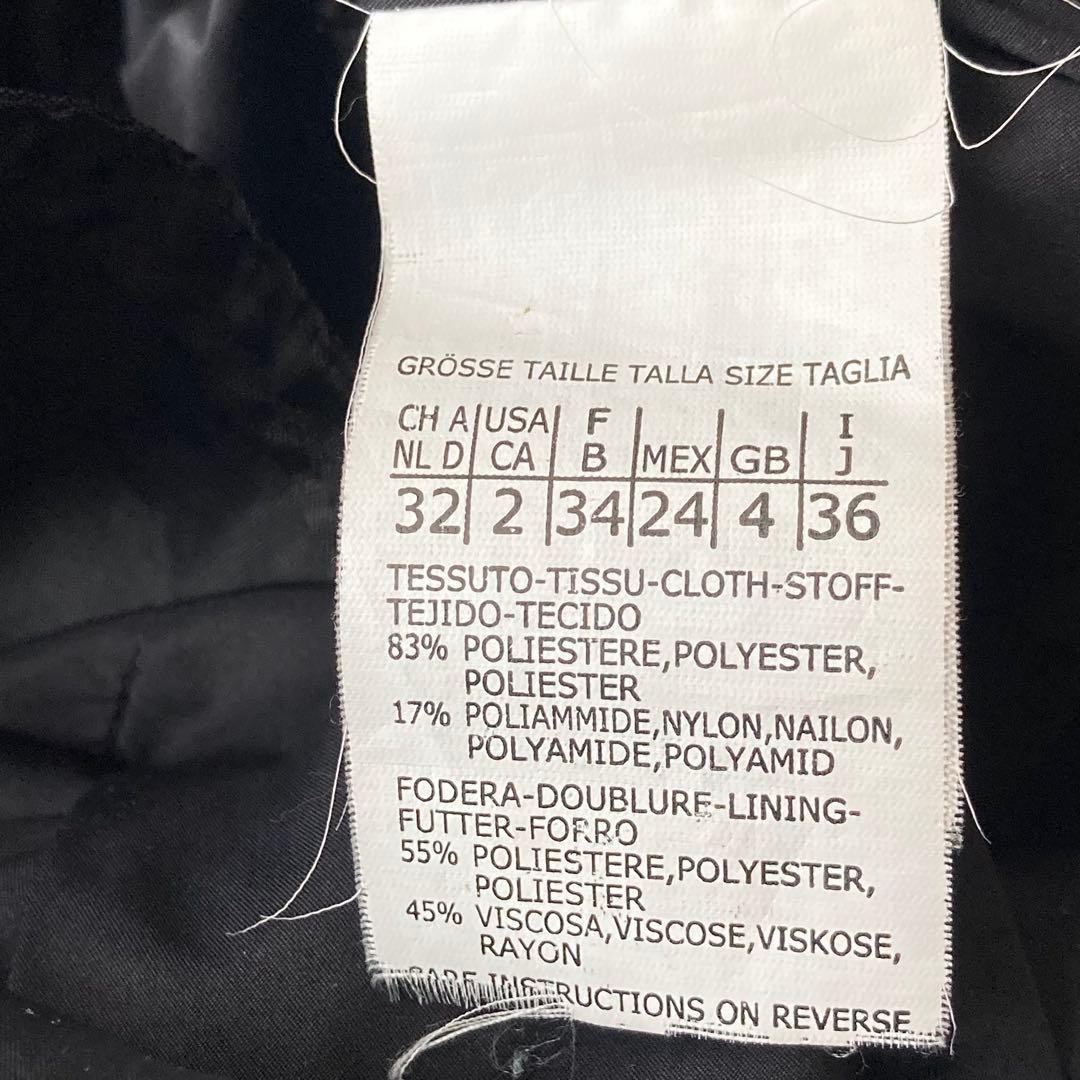 GRÖSSE TAILLE TALLA SIZE TAGLIA
CH A USA F MEX GB I
NL D CA B J
32 2 34 24 4 36
TESSUTO-TISSU-CLOTH-STOFF-
TEJIDO-TECIDO
83% POLIESTERE,POLYESTER,
POLIESTER
17% POLIAMMIDE,NYLON,NAILON,
POLYAMIDE,POLYAMID
FODERA-DOUBLURE-LINING-
FUTTER-FORRO
55% POLIESTERE,POLYESTER,
POLIESTER
45% VISCOSA,VISCOSE,VISKOSE,
RAYON
CARE INSTRUCTIONS ON REVERSE